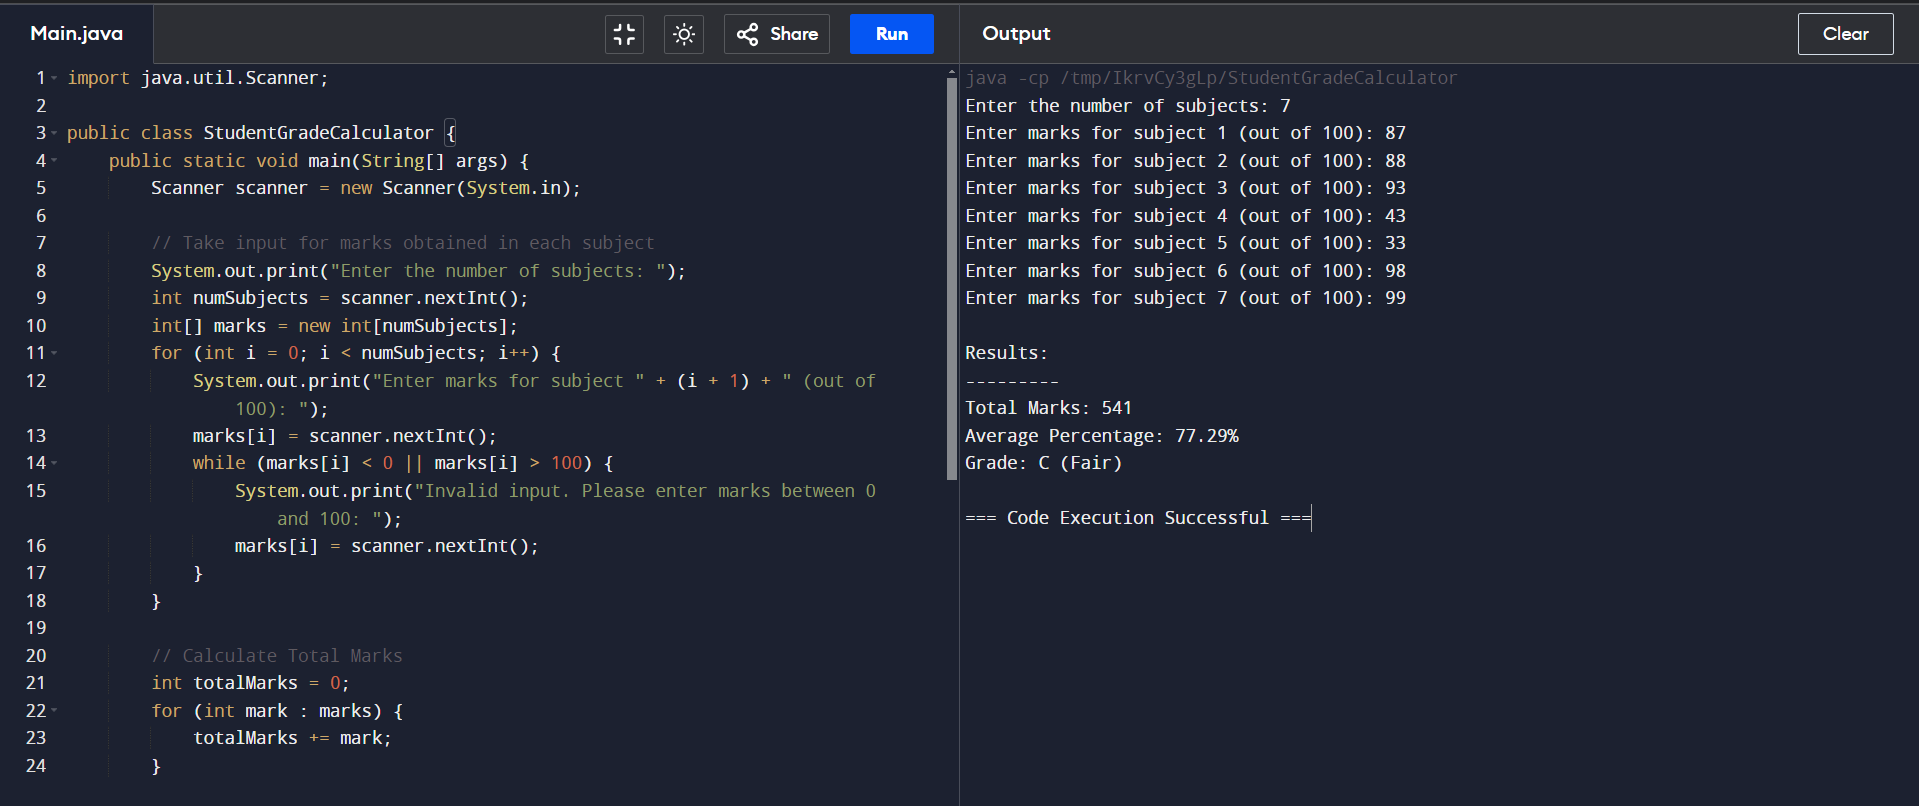 Main.java
Share
Run
Output
Clear
1 import java.util.Scanner;
2
3 public class StudentGradeCalculator {
4     public static void main(String[] args) {
5         Scanner scanner = new Scanner(System.in);
6
7         // Take input for marks obtained in each subject
8         System.out.print("Enter the number of subjects: ");
9         int numSubjects = scanner.nextInt();
10         int[] marks = new int[numSubjects];
11         for (int i = 0; i < numSubjects; i++) {
12             System.out.print("Enter marks for subject " + (i + 1) + " (out of
100): ");
13             marks[i] = scanner.nextInt();
14             while (marks[i] < 0 || marks[i] > 100) {
15                 System.out.print("Invalid input. Please enter marks between 0
and 100: ");
16                 marks[i] = scanner.nextInt();
17             }
18         }
19
20         // Calculate Total Marks
21         int totalMarks = 0;
22         for (int mark : marks) {
23             totalMarks += mark;
24         }
java -cp /tmp/IkrvCy3gLp/StudentGradeCalculator
Enter the number of subjects: 7
Enter marks for subject 1 (out of 100): 87
Enter marks for subject 2 (out of 100): 88
Enter marks for subject 3 (out of 100): 93
Enter marks for subject 4 (out of 100): 43
Enter marks for subject 5 (out of 100): 33
Enter marks for subject 6 (out of 100): 98
Enter marks for subject 7 (out of 100): 99
Results:
---------
Total Marks: 541
Average Percentage: 77.29%
Grade: C (Fair)
=== Code Execution Successful ===